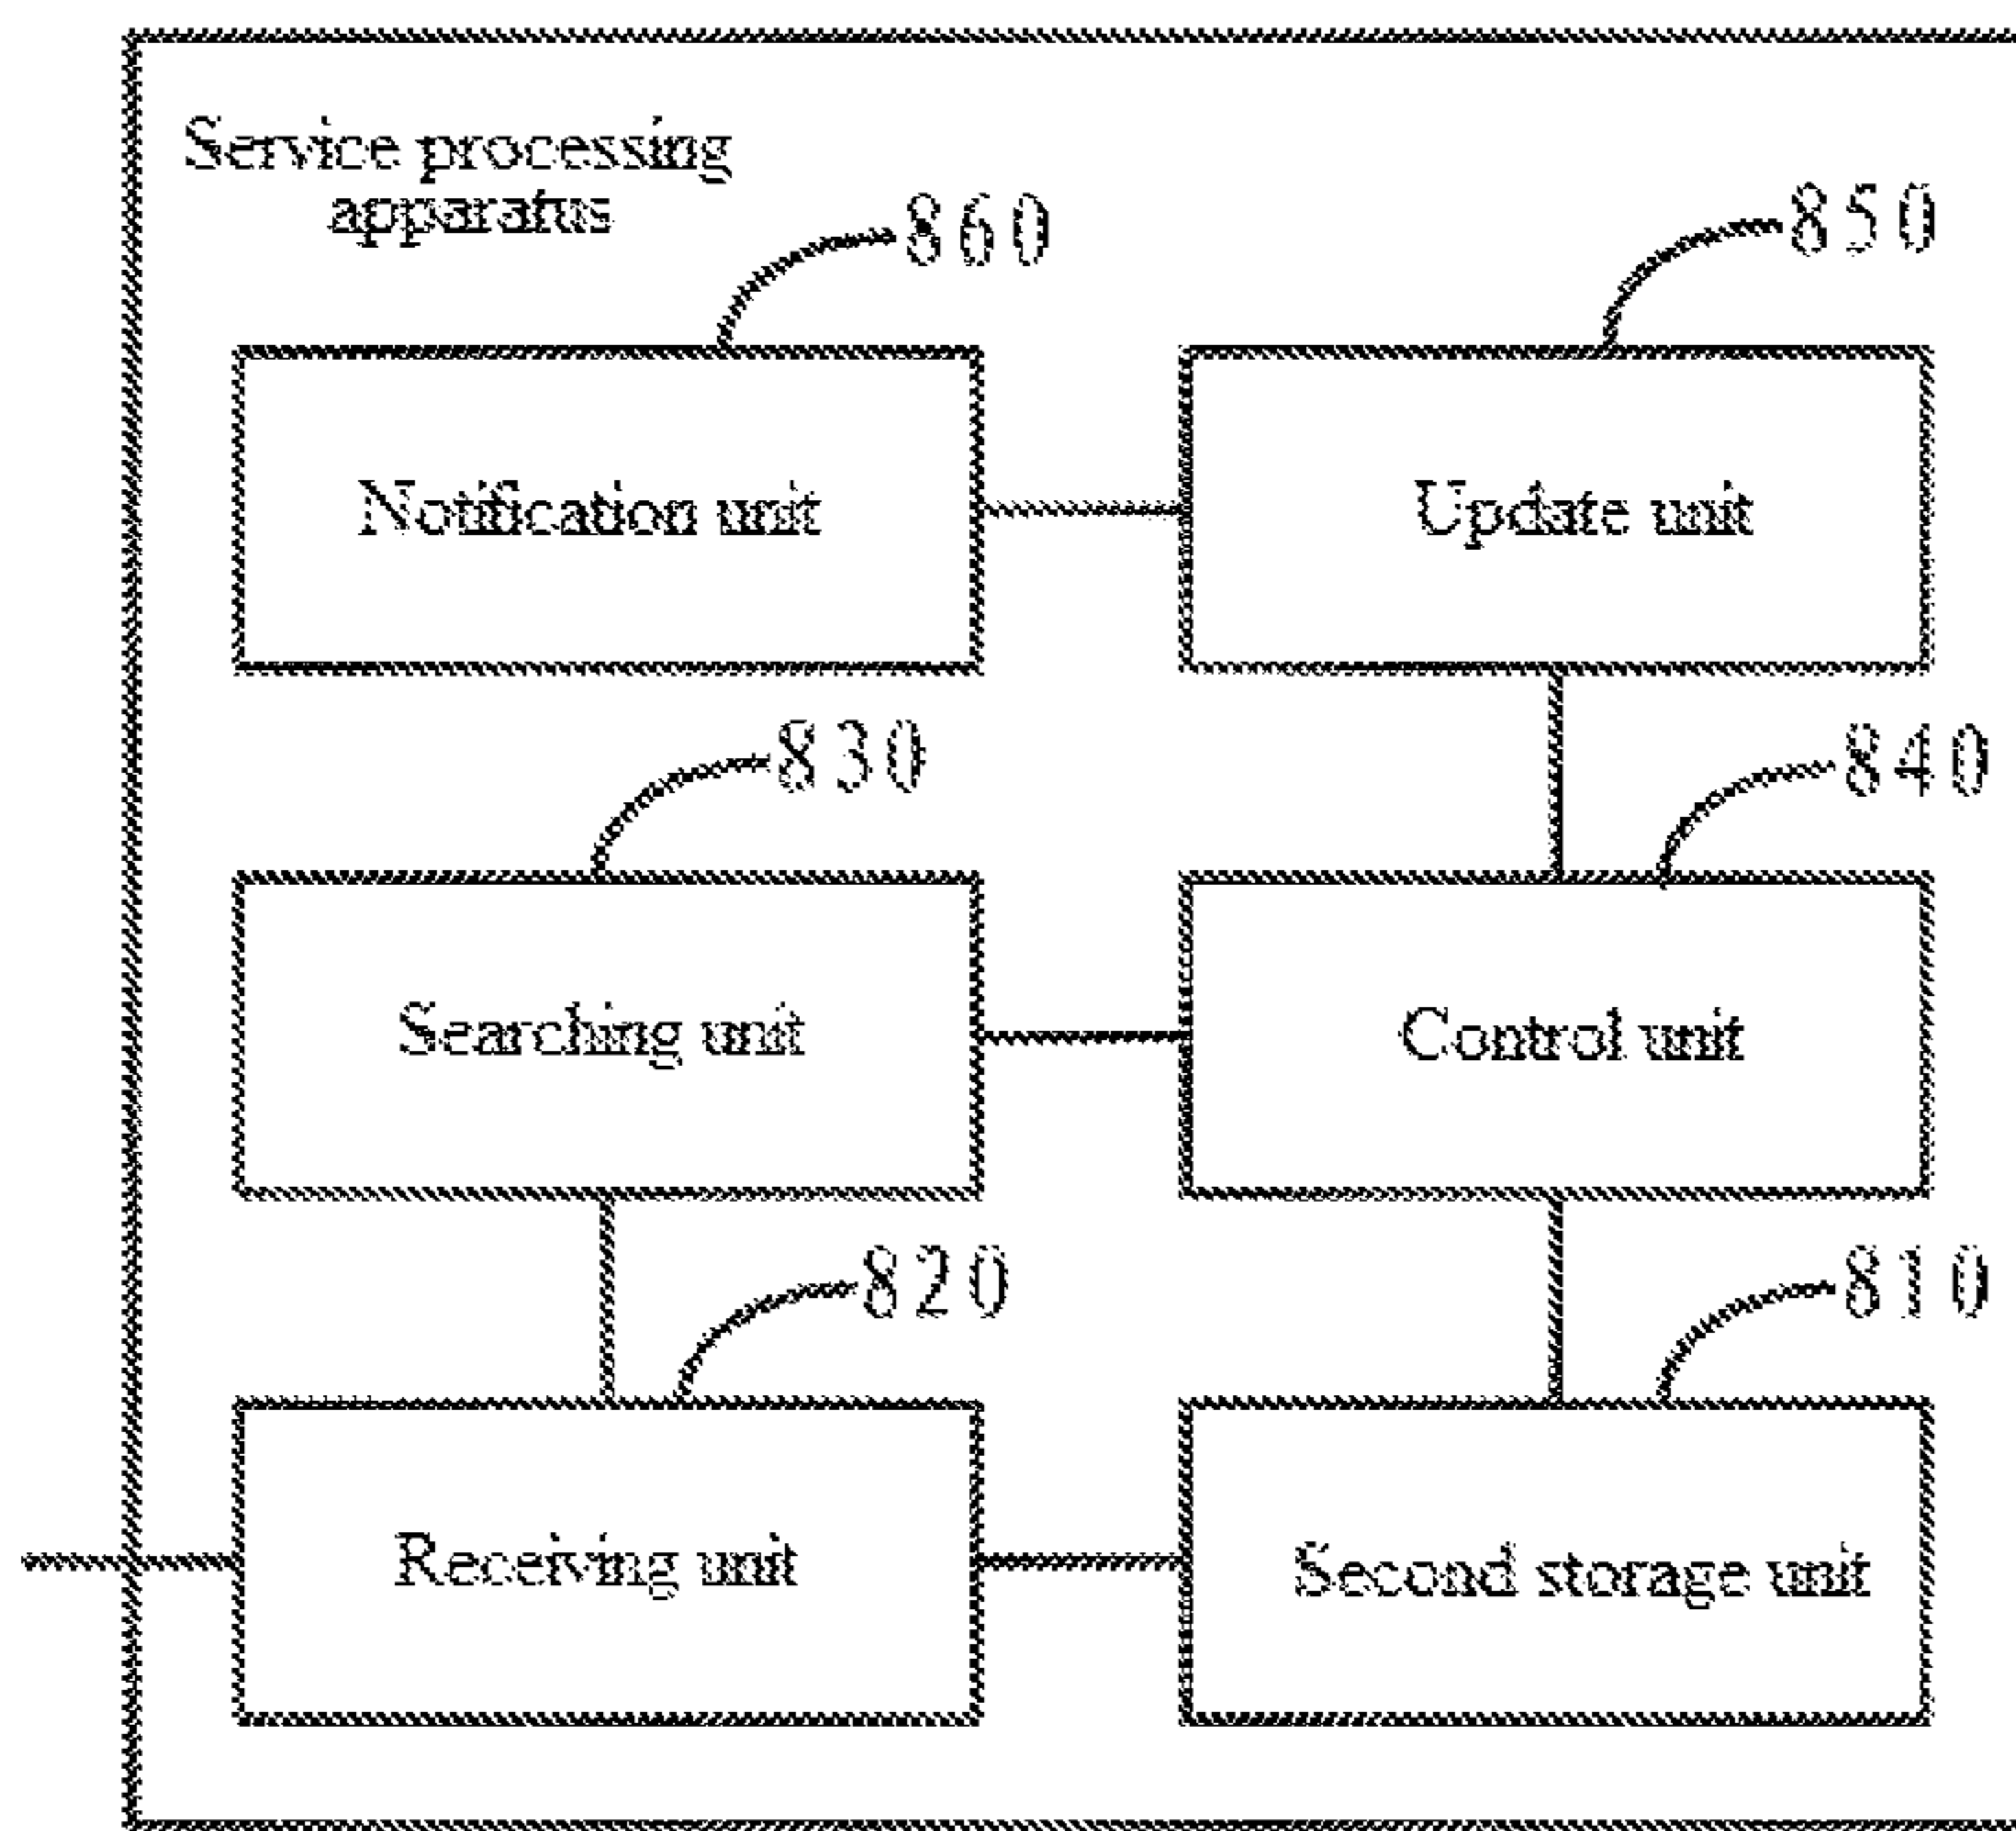 Service processing
apparatus
860
850
Notification unit
Update unit
830
840
Searching unit
Control unit
820
810
Receiving unit
Second storage unit